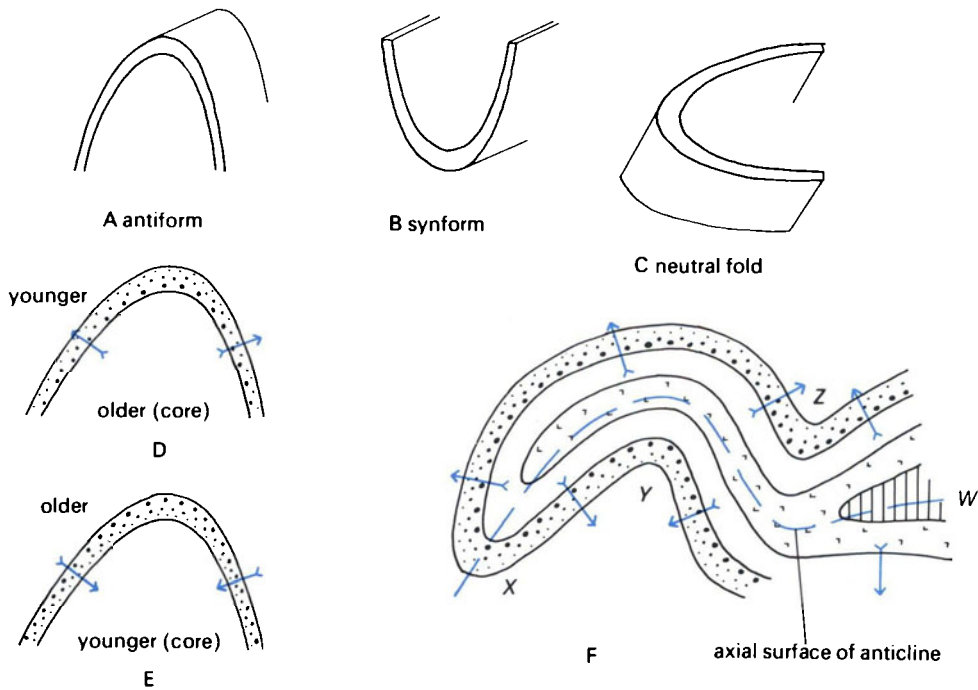 A antiform
B synform
C neutral fold
younger
older (core)
D
older
younger (core)
E
Z
Y
W
X
F
axial surface of anticline